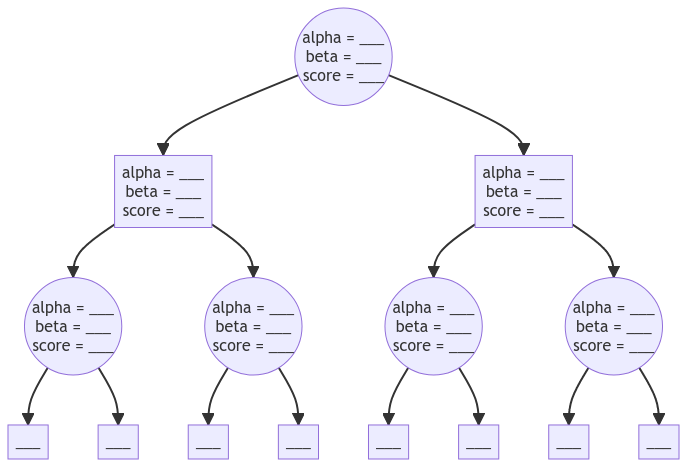 alpha = ___
beta = ___
score = ___
alpha = ___
beta = ___
score = ___
alpha = ___
beta = ___
score = ___
alpha = ___
beta = ___
score = ___
alpha = ___
beta = ___
score = ___
alpha = ___
beta = ___
score = ___
alpha = ___
beta = ___
score = ___
___
___
___
___
___
___
___
___